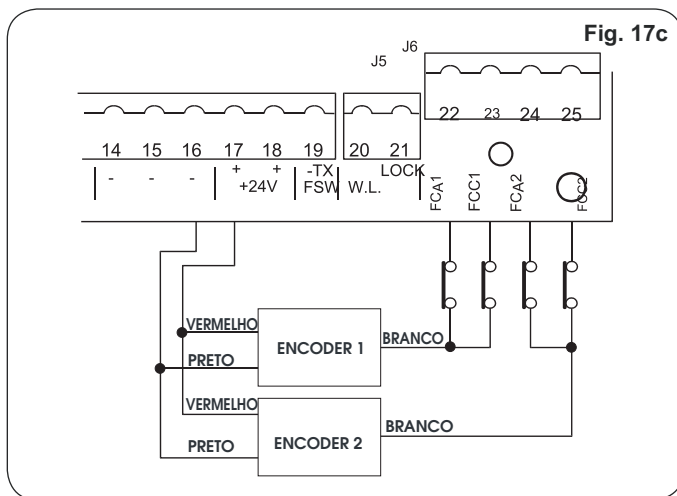 Fig. 17c
J5
J6
22 23 24 25
14 15 16 17 18 19 20 21
- - - + + -TX LOCK
+24V FSW W.L.
FCA1 FCC1 FCA2 FCC2
VERMELHO
ENCODER 1
BRANCO
PRETO
VERMELHO
ENCODER 2
BRANCO
PRETO